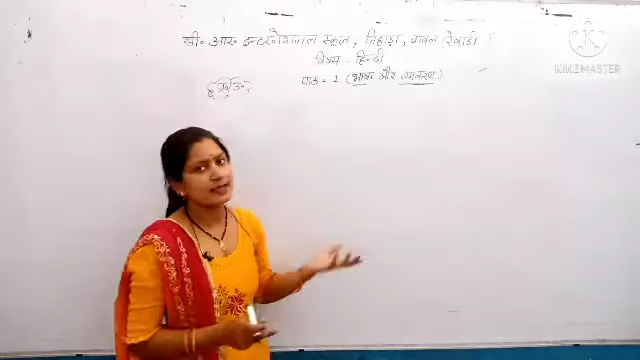 सी॰ आर॰ इन्टरनेशनल स्कूल, तिहाड़ा, बावल (रेवाड़ी)
विषय - हिन्दी
पाठ - 1 (भाषा और व्याकरण)
KINEMASTER